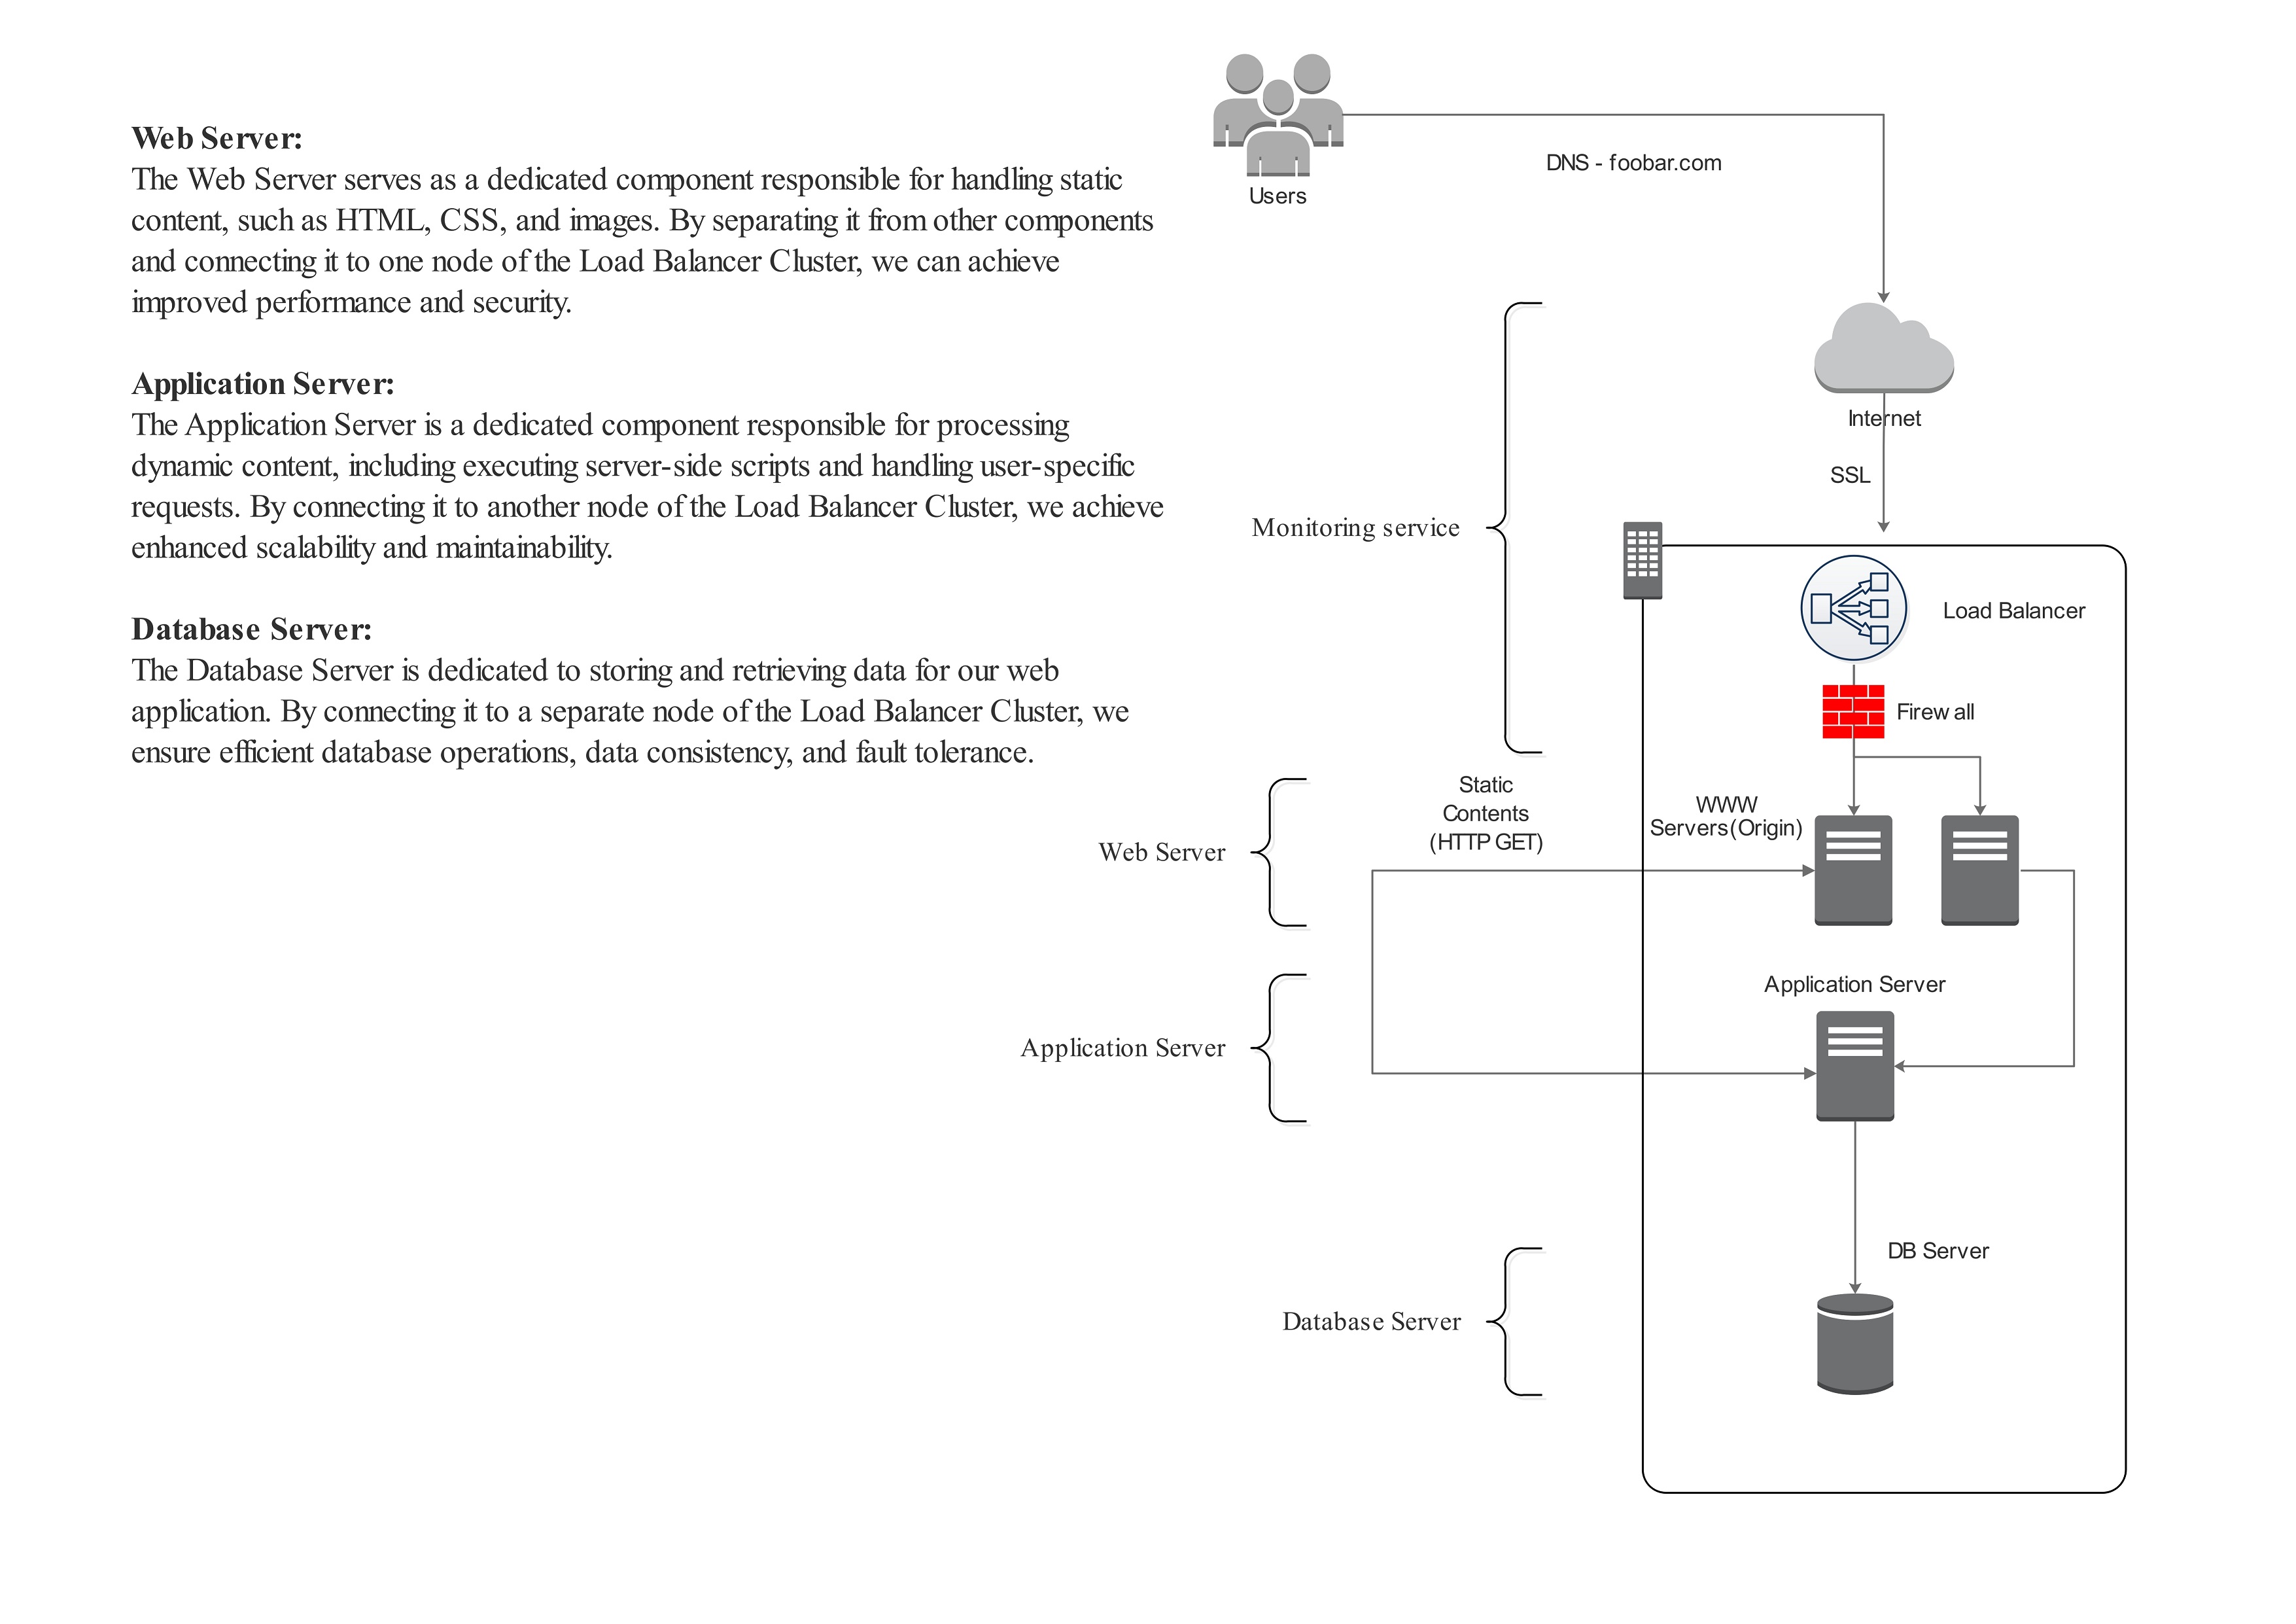 Web Server:
The Web Server serves as a dedicated component responsible for handling static
content, such as HTML, CSS, and images. By separating it from other components
and connecting it to one node of the Load Balancer Cluster, we can achieve
improved performance and security.
Application Server:
The Application Server is a dedicated component responsible for processing
dynamic content, including executing server-side scripts and handling user-specific
requests. By connecting it to another node of the Load Balancer Cluster, we achieve
enhanced scalability and maintainability.
Database Server:
The Database Server is dedicated to storing and retrieving data for our web
application. By connecting it to a separate node of the Load Balancer Cluster, we
ensure efficient database operations, data consistency, and fault tolerance.
Users
DNS - foobar.com
Internet
SSL
Monitoring service
Load Balancer
Firewall
Static
Contents
(HTTP GET)
WWW
Servers(Origin)
Web Server
Application Server
Application Server
DB Server
Database Server